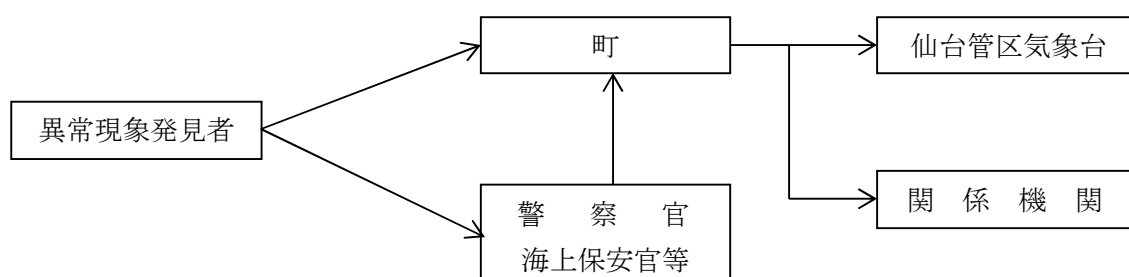 町
仙台管区気象台
異常現象発見者
警 察 官
海上保安官等
関 係 機 関